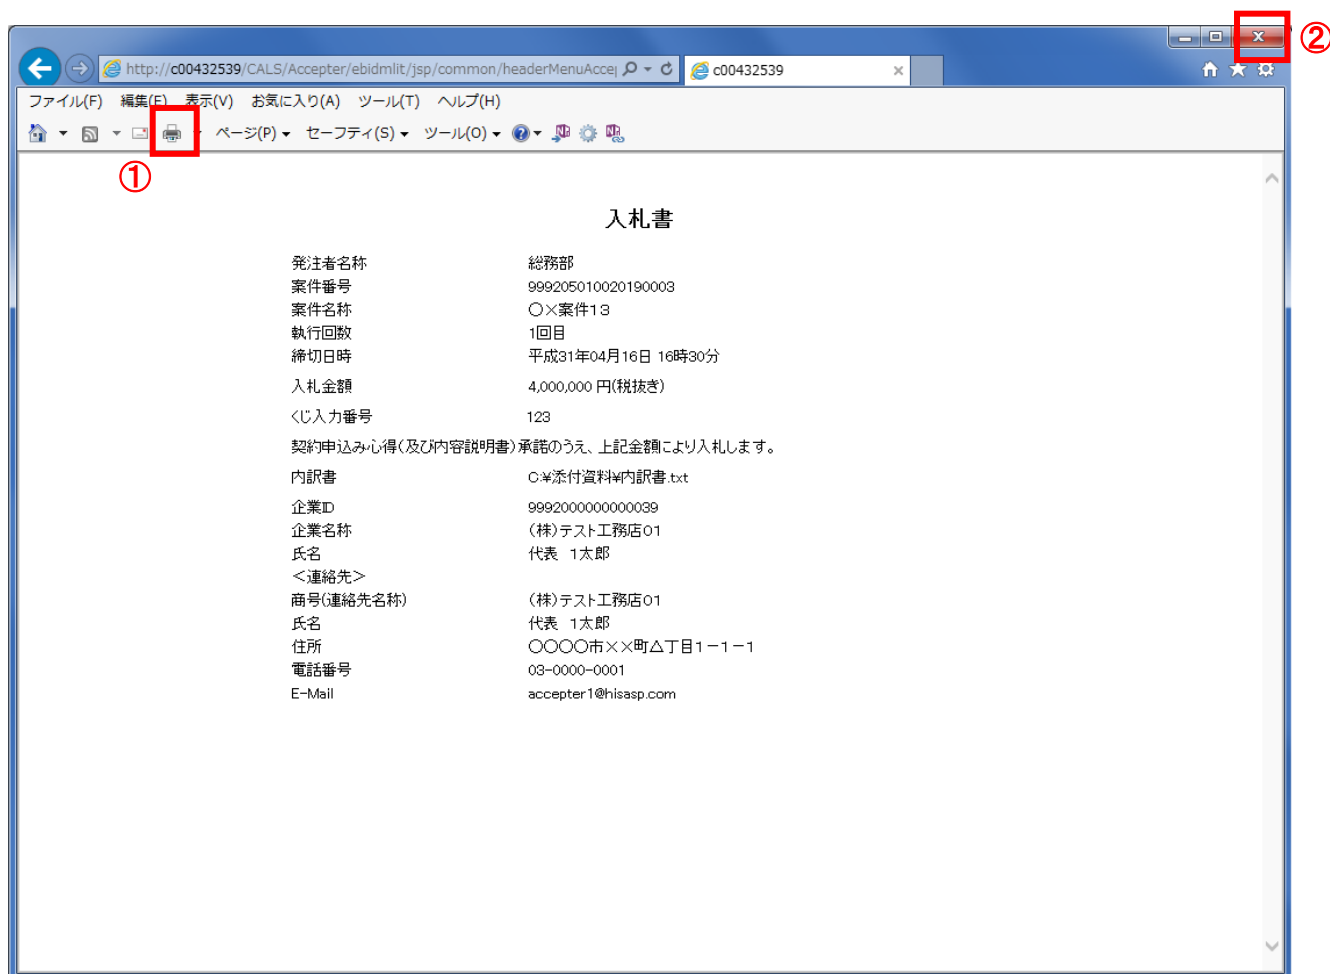 ②
http://c00432539/CALS/Accepter/ebidmlit/jsp/common/headerMenuAccep
c00432539
ファイル(F) 編集(E) 表示(V) お気に入り(A) ツール(T) ヘルプ(H)
ページ(P) セーフティ(S) ツール(O)
①
入札書
発注者名称 総務部
案件番号 999205010020190003
案件名称 ○×案件13
執行回数 1回目
締切日時 平成31年04月16日 16時30分
入札金額 4,000,000 円(税抜き)
くじ入力番号 123
契約申込み心得(及び内容説明書)承諾のうえ、上記金額により入札します。
内訳書 C:¥添付資料¥内訳書.txt
企業ID 9992000000000039
企業名称 (株)テスト工務店01
氏名 代表 1太郎
<連絡先>
商号(連絡先名称) (株)テスト工務店01
氏名 代表 1太郎
住所 ○○○○市××町△丁目1-1-1
電話番号 03-0000-0001
E-Mail accepter1@hisasp.com